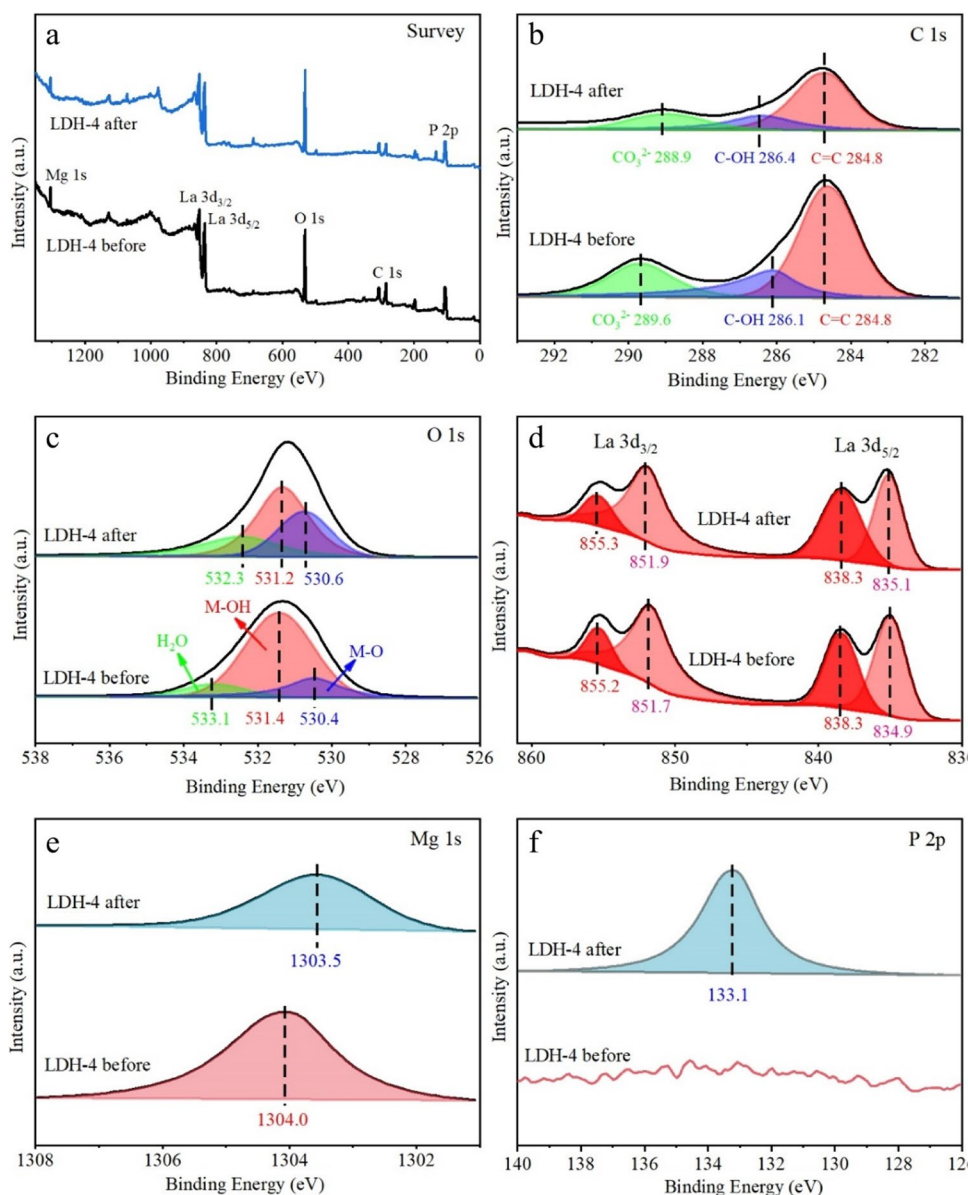 a
Survey
LDH-4 after
P 2p
Mg 1s
La 3d3/2
La 3d5/2
O 1s
LDH-4 before
C 1s
Intensity (a.u.)
1200 1000 800 600 400 200 0
Binding Energy (eV)
b
C 1s
LDH-4 after
CO3 2- 288.9 C-OH 286.4 C=C 284.8
LDH-4 before
CO3 2- 289.6 C-OH 286.1 C=C 284.8
Intensity (a.u.)
292 290 288 286 284 282
Binding Energy (eV)
c
O 1s
LDH-4 after
532.3 531.2 530.6
M-OH
H2O
M-O
LDH-4 before
533.1 531.4 530.4
Intensity (a.u.)
538 536 534 532 530 528 526
Binding Energy (eV)
d
La 3d3/2
La 3d5/2
LDH-4 after
855.3 851.9 838.3 835.1
LDH-4 before
855.2 851.7 838.3 834.9
Intensity (a.u.)
860 850 840 830
Binding Energy (eV)
e
Mg 1s
LDH-4 after
1303.5
LDH-4 before
1304.0
Intensity (a.u.)
1308 1306 1304 1302
Binding Energy (eV)
f
P 2p
LDH-4 after
133.1
LDH-4 before
Intensity (a.u.)
140 138 136 134 132 130 128 126
Binding Energy (eV)